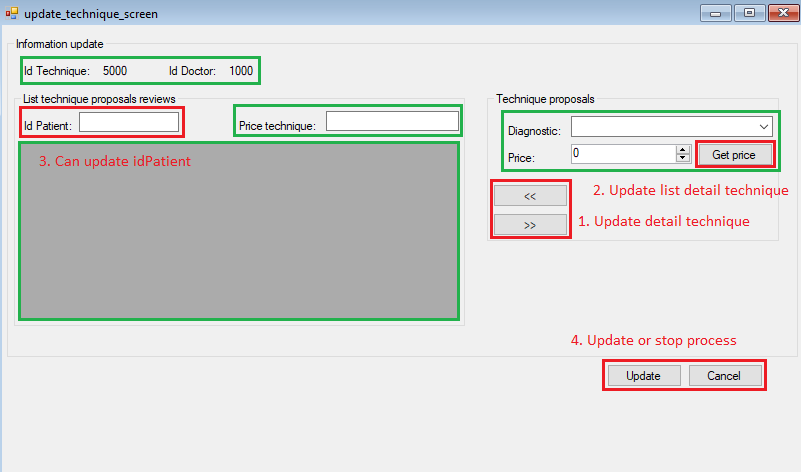 update_technique_screen
Information update
Id Technique: 5000 Id Doctor: 1000
List technique proposals reviews
Id Patient: Price technique:
3. Can update idPatient
Technique proposals
Diagnostic:
Price: 0 Get price
<< 2. Update list detail technique
>> 1. Update detail technique
4. Update or stop process
Update Cancel